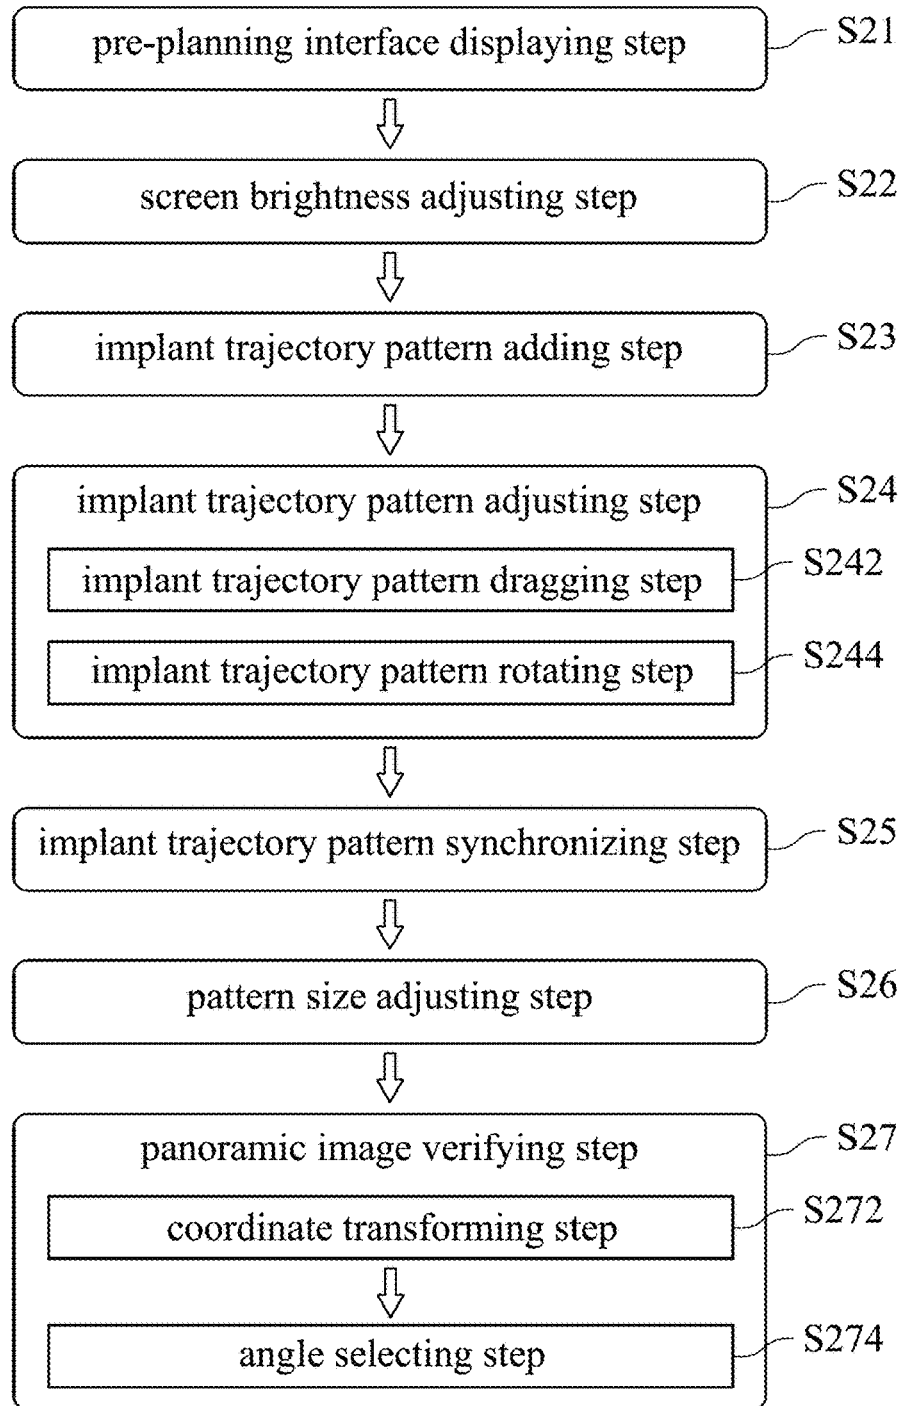 pre-planning interface displaying step S21
screen brightness adjusting step S22
implant trajectory pattern adding step S23
implant trajectory pattern adjusting step S24
implant trajectory pattern dragging step S242
implant trajectory pattern rotating step S244
implant trajectory pattern synchronizing step S25
pattern size adjusting step S26
panoramic image verifying step S27
coordinate transforming step S272
angle selecting step S274